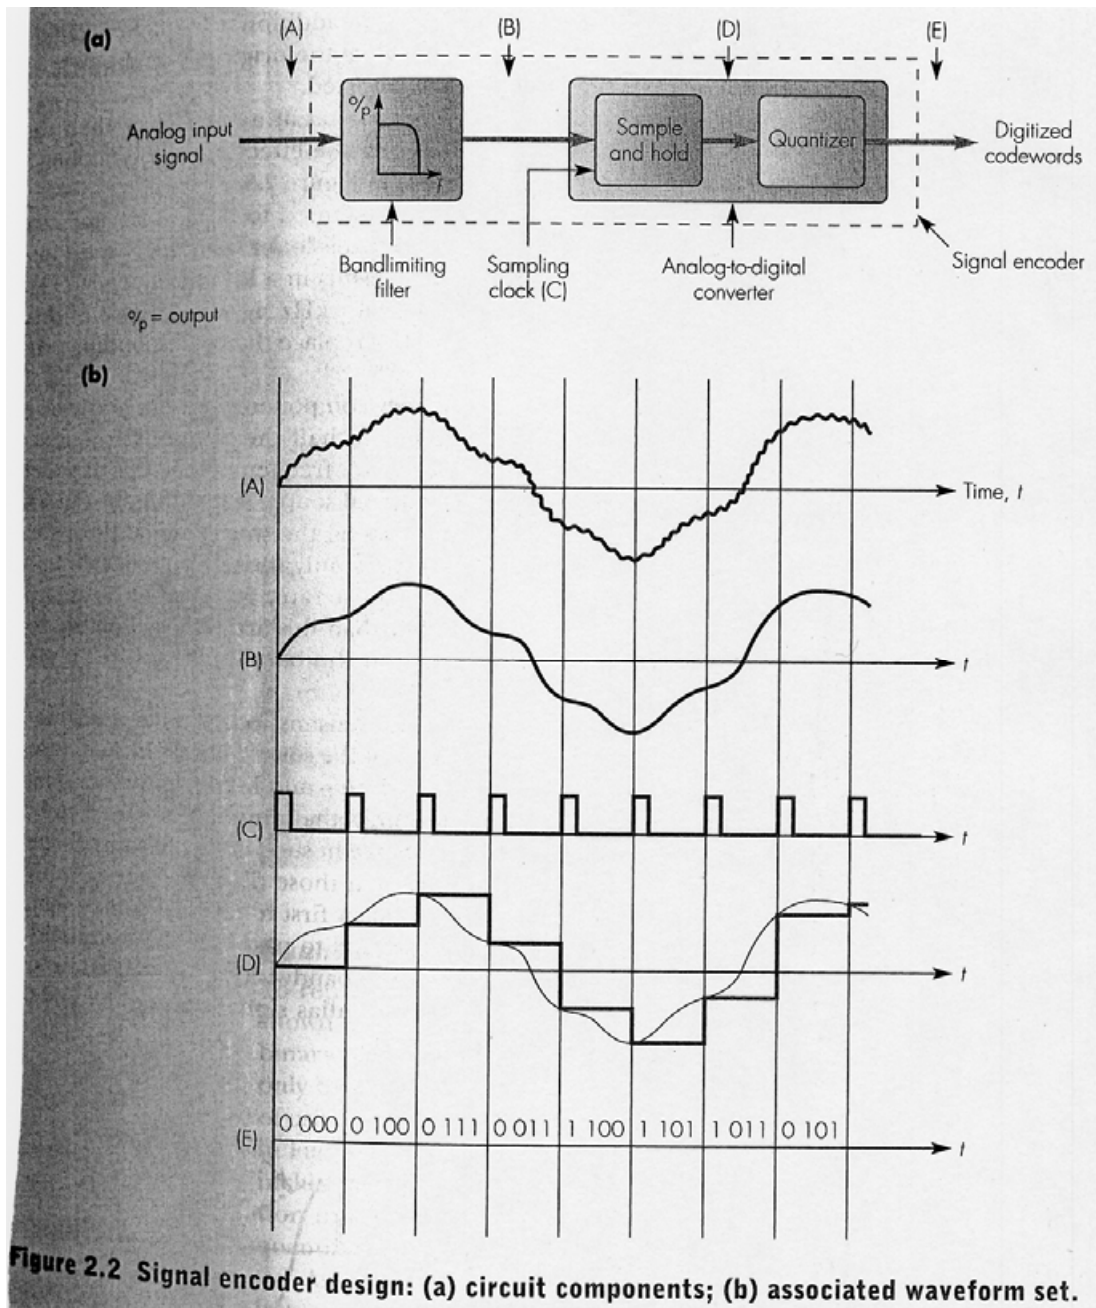 (a)
(A) (B) (D) (E)
Analog input signal
o/p
f
Sample and hold
Quantizer
Digitized codewords
Bandlimiting filter
Sampling clock (C)
Analog-to-digital converter
Signal encoder
o/p = output
(b)
(A) Time, t
(B) t
(C) t
(D) t
(E) 0 000 0 100 0 111 0 011 1 100 1 101 1 011 0 101 t
Figure 2.2 Signal encoder design: (a) circuit components; (b) associated waveform set.